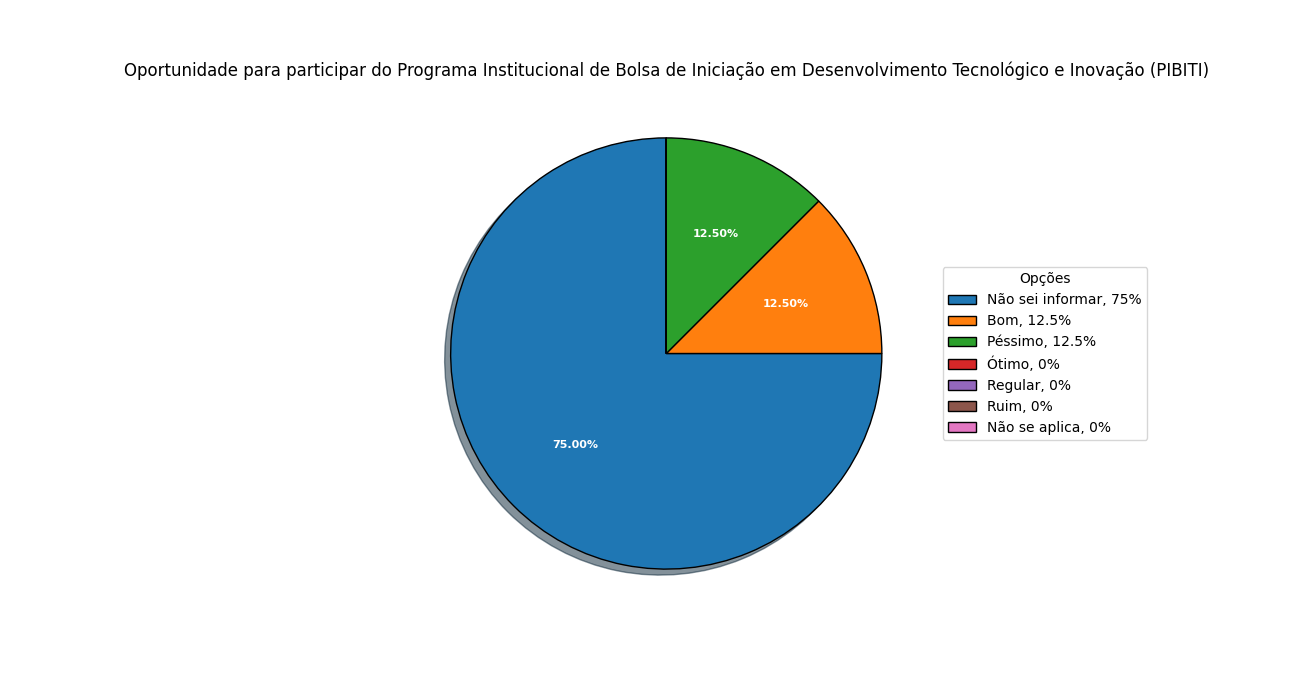 Oportunidade para participar do Programa Institucional de Bolsa de Iniciação em Desenvolvimento Tecnológico e Inovação (PIBITI)
12.50%
12.50%
75.00%
Opções
Não sei informar, 75%
Bom, 12.5%
Péssimo, 12.5%
Ótimo, 0%
Regular, 0%
Ruim, 0%
Não se aplica, 0%